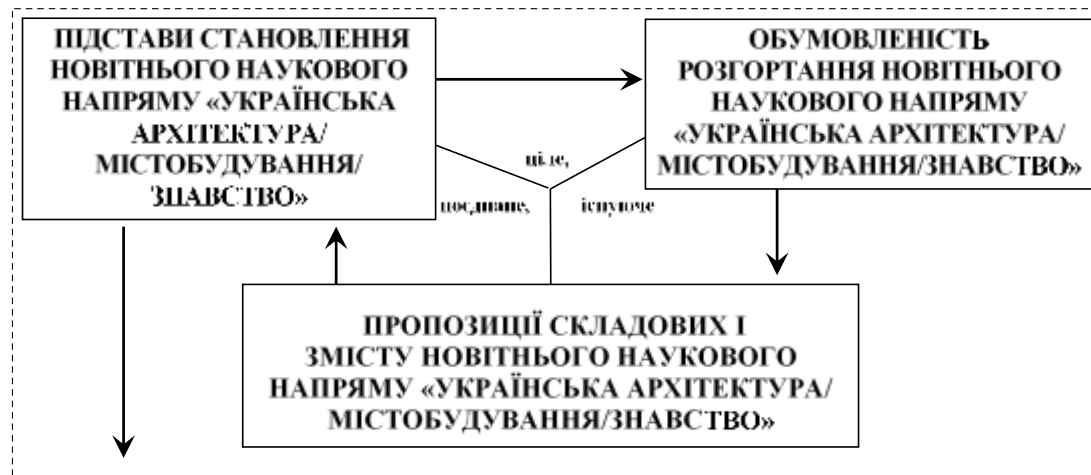 ПІДСТАВИ СТАНОВЛЕННЯ
НОВІТНЬОГО НАУКОВОГО
НАПРЯМУ «УКРАЇНСЬКА
АРХІТЕКТУРА/
МІСТОБУДУВАННЯ/
ЗНАВСТВО»
ОБУМОВЛЕНІСТЬ
РОЗГОРТАННЯ НОВІТНЬОГО
НАУКОВОГО НАПРЯМУ
«УКРАЇНСЬКА АРХІТЕКТУРА/
МІСТОБУДУВАННЯ/ЗНАВСТВО»
ціле,
поєднане,
існуюче
ПРОПОЗИЦІЇ СКЛАДОВИХ І
ЗМІСТУ НОВІТНЬОГО НАУКОВОГО
НАПРЯМУ «УКРАЇНСЬКА АРХІТЕКТУРА/
МІСТОБУДУВАННЯ/ЗНАВСТВО»